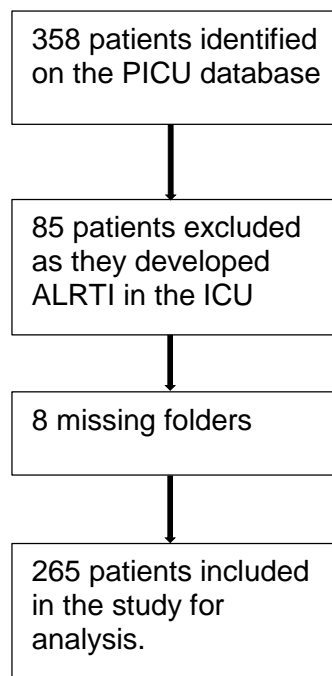 358 patients identified
on the PICU database
85 patients excluded
as they developed
ALRTI in the ICU
8 missing folders
265 patients included
in the study for
analysis.